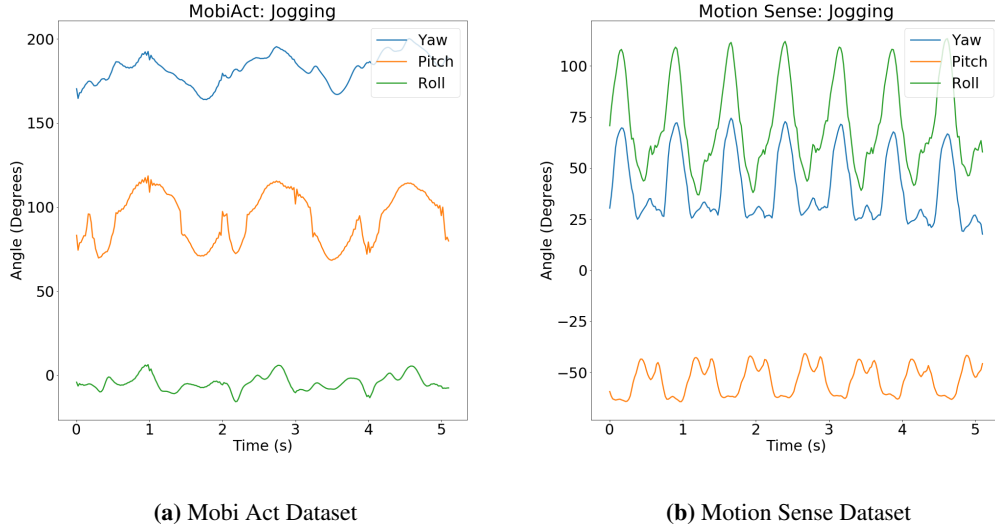 MobiAct: Jogging
200
150
100
50
0
Angle (Degrees)
0 1 2 3 4 5
Time (s)
Yaw
Pitch
Roll
(a) Mobi Act Dataset
Motion Sense: Jogging
100
75
50
25
0
−25
−50
Angle (Degrees)
0 1 2 3 4 5
Time (s)
Yaw
Pitch
Roll
(b) Motion Sense Dataset